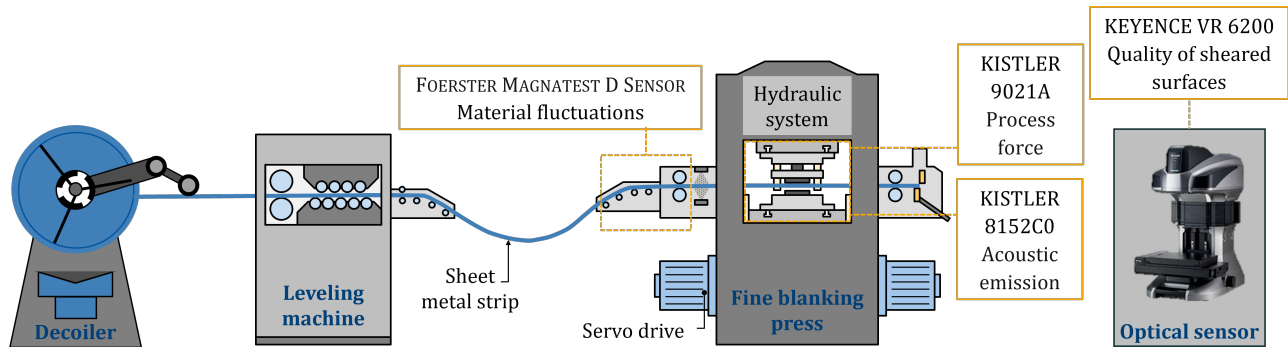 KEYENCE VR 6200
Quality of sheared
surfaces
FOERSTER MAGNATEST D SENSOR
Material fluctuations
Hydraulic
system
KISTLER
9021A
Process
force
KISTLER
8152C0
Acoustic
emission
Sheet
metal strip
Servo drive
Decoiler
Leveling
machine
Fine blanking
press
Optical sensor